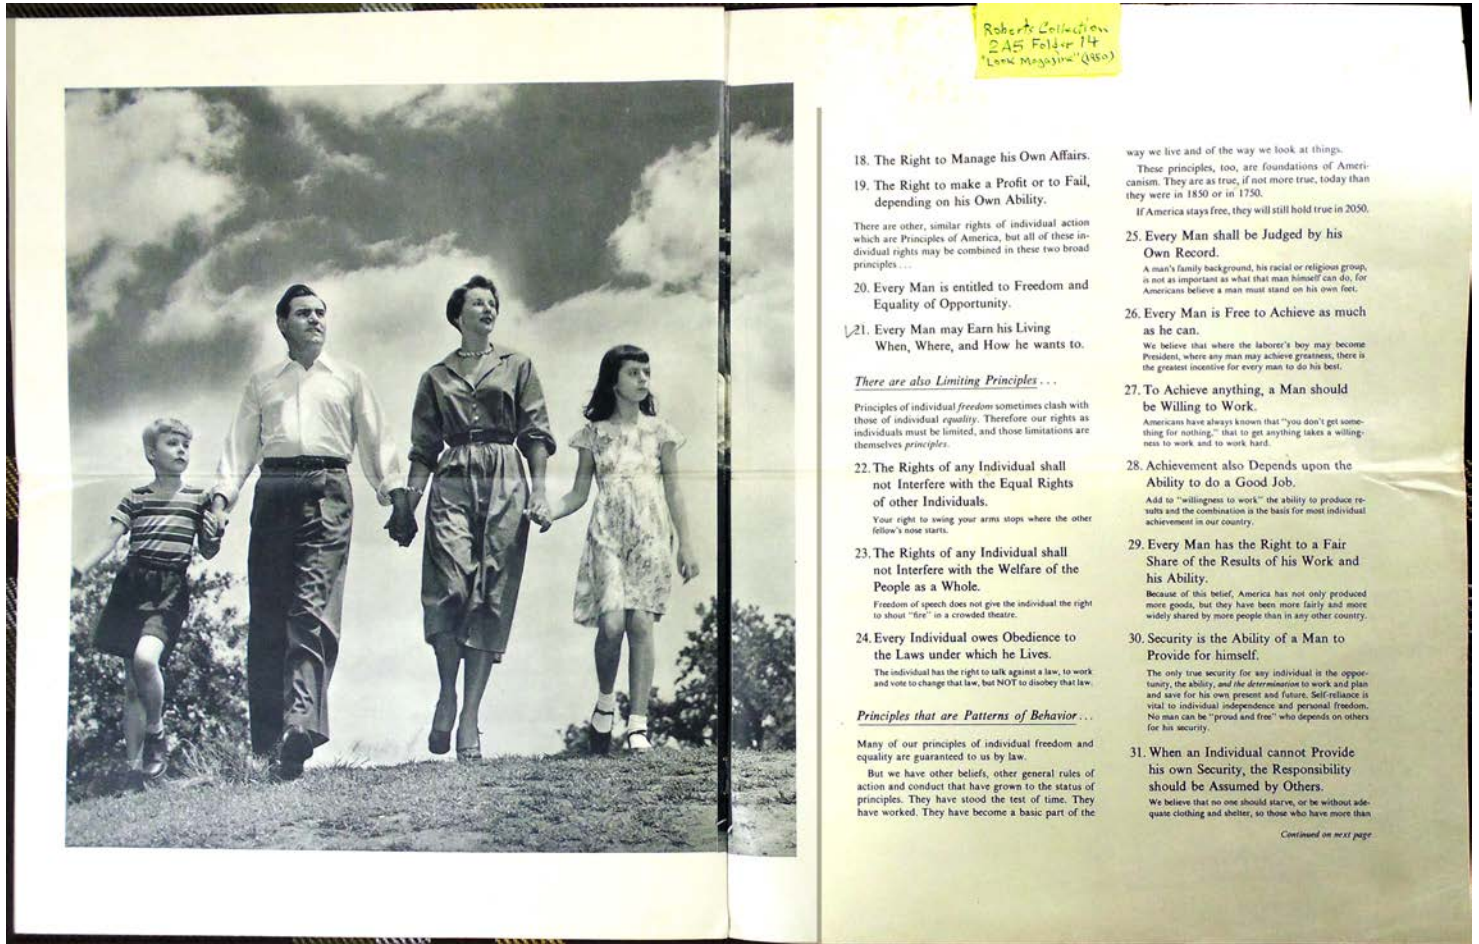 Roberts Collection
2A5 Folder 14
"Look Magazine" (1950)
18. The Right to Manage his Own Affairs.
19. The Right to make a Profit or to Fail,
depending on his Own Ability.
There are other, similar rights of individual action
which are Principles of America, but all of these in-
dividual rights may be combined in these two broad
principles . . .
20. Every Man is entitled to Freedom and
Equality of Opportunity.
21. Every Man may Earn his Living
When, Where, and How he wants to.
There are also Limiting Principles . . .
Principles of individual freedom sometimes clash with
those of individual equality. Therefore our rights as
individuals must be limited, and those limitations are
themselves principles.
22. The Rights of any Individual shall
not Interfere with the Equal Rights
of other Individuals.
Your right to swing your arms stops where the other
fellow's nose starts.
23. The Rights of any Individual shall
not Interfere with the Welfare of the
People as a Whole.
Freedom of speech does not give the individual the right
to shout "fire" in a crowded theatre.
24. Every Individual owes Obedience to
the Laws under which he Lives.
The individual has the right to talk against a law, to work
and vote to change that law, but NOT to disobey that law.
Principles that are Patterns of Behavior . . .
Many of our principles of individual freedom and
equality are guaranteed to us by law.
But we have other beliefs, other general rules of
action and conduct that have grown to the status of
principles. They have stood the test of time. They
have worked. They have become a basic part of the
way we live and of the way we look at things.
These principles, too, are foundations of Ameri-
canism. They are as true, if not more true, today than
they were in 1850 or in 1750.
If America stays free, they will still hold true in 2050.
25. Every Man shall be Judged by his
Own Record.
A man's family background, his racial or religious group,
is not as important as what that man himself can do, for
Americans believe a man must stand on his own feet.
26. Every Man is Free to Achieve as much
as he can.
We believe that where the laborer's boy may become
President, where any man may achieve greatness, there is
the greatest incentive for every man to do his best.
27. To Achieve anything, a Man should
be Willing to Work.
Americans have always known that "you don't get some-
thing for nothing," that to get anything takes a willing-
ness to work and to work hard.
28. Achievement also Depends upon the
Ability to do a Good Job.
Add to "willingness to work" the ability to produce re-
sults and the combination is the basis for most individual
achievement in our country.
29. Every Man has the Right to a Fair
Share of the Results of his Work and
his Ability.
Because of this belief, America has not only produced
more goods, but they have been more fairly and more
widely shared by more people than in any other country.
30. Security is the Ability of a Man to
Provide for himself.
The only true security for any individual is the oppor-
tunity, the ability, and the determination to work and plan
and save for his own present and future. Self-reliance is
vital to individual independence and personal freedom.
No man can be "proud and free" who depends on others
for his security.
31. When an Individual cannot Provide
his own Security, the Responsibility
should be Assumed by Others.
We believe that no one should starve, or be without ade-
quate clothing and shelter, so those who have more than
Continued on next page